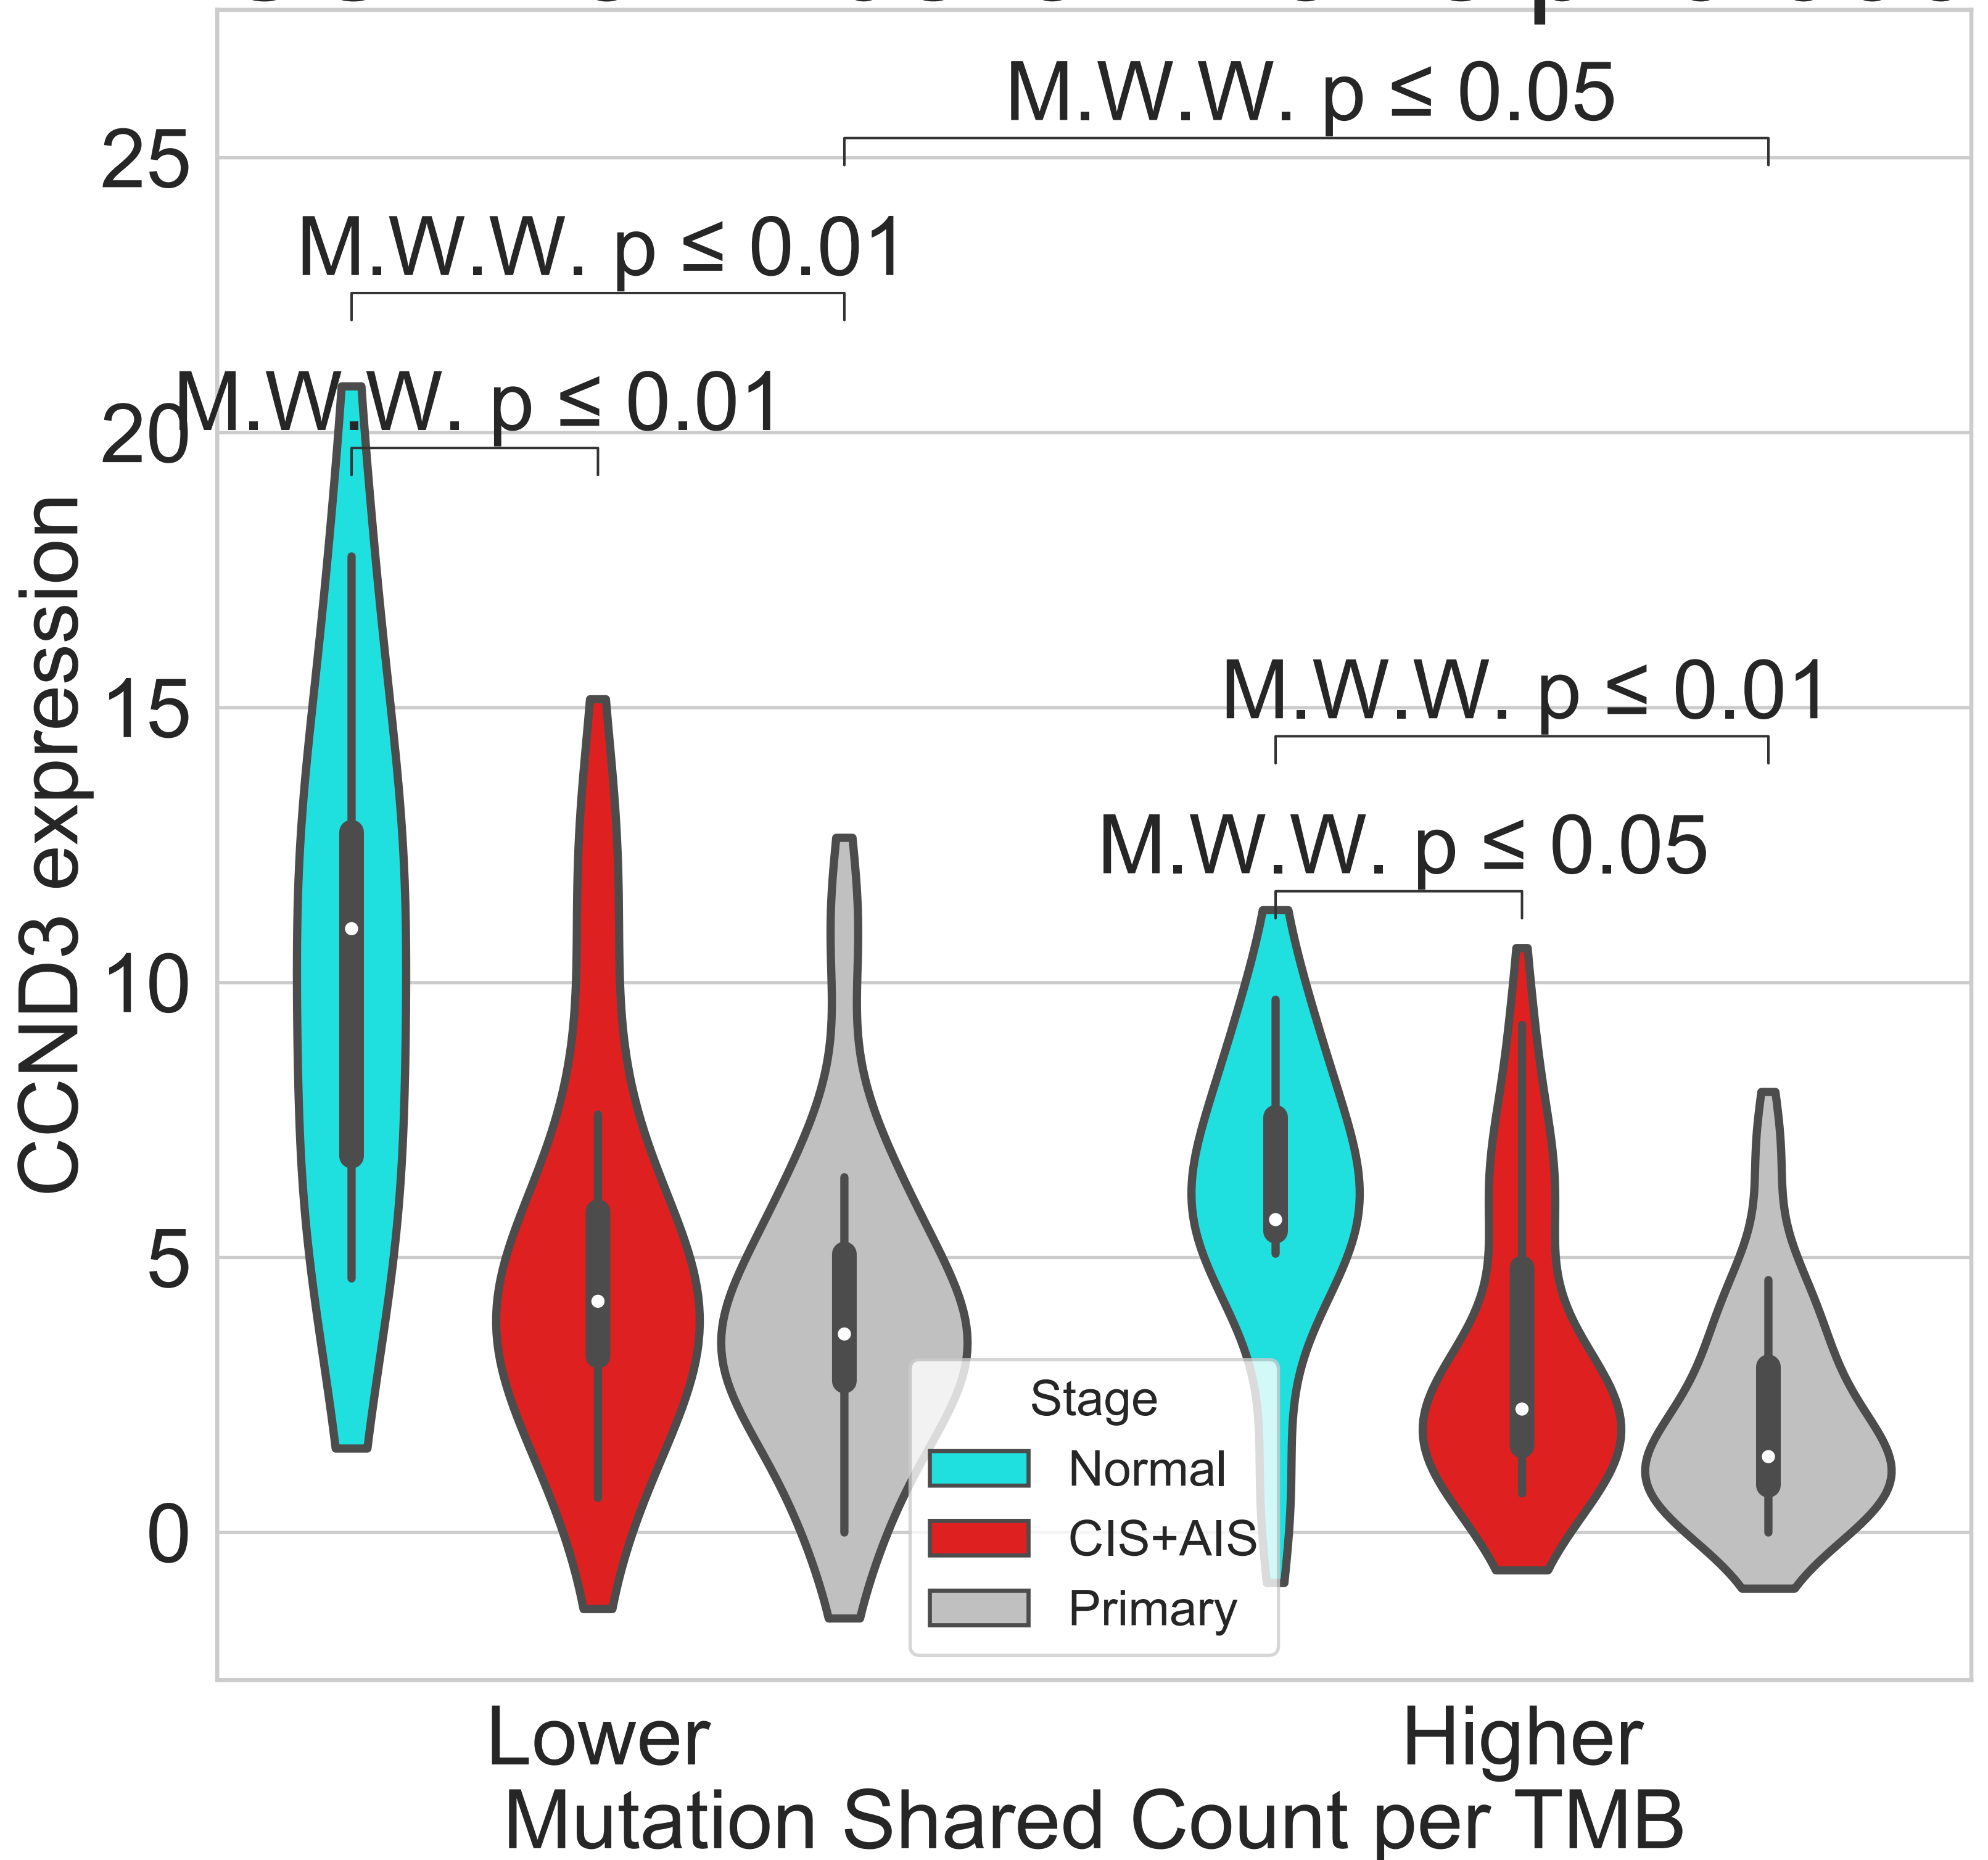 M.W.W. p ≤ 0.05
25
M.W.W. p ≤ 0.01
M.W.W. p ≤ 0.01
20
M.W.W. p ≤ 0.01
15
M.W.W. p ≤ 0.05
10
5
0
CCND3 expression
Stage
Normal
CIS+AIS
Primary
Lower
Higher
Mutation Shared Count per TMB